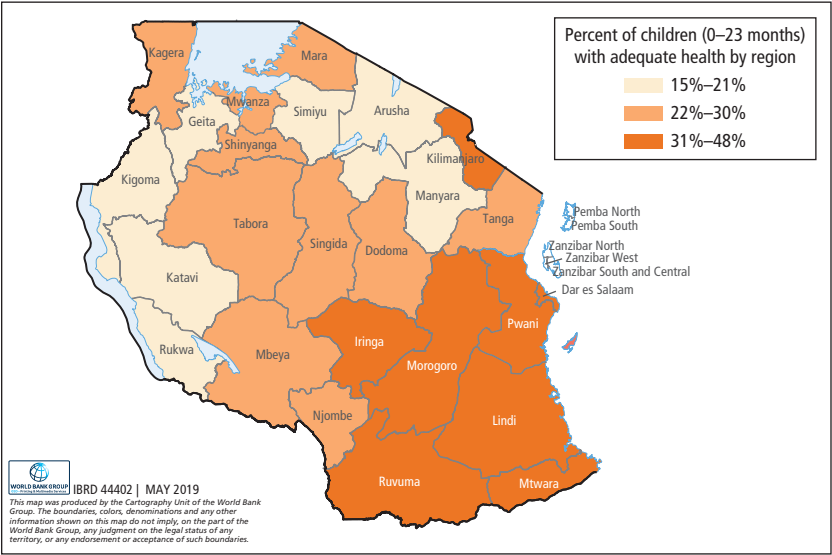 Percent of children (0–23 months)
with adequate health by region
15%–21%
22%–30%
31%–48%
Kagera
Mara
Mwanza
Geita
Simiyu
Arusha
Shinyanga
Kilimanjaro
Kigoma
Manyara
Tabora
Singida
Dodoma
Tanga
Pemba North
Pemba South
Zanzibar North
Zanzibar West
Zanzibar South and Central
Dar es Salaam
Katavi
Pwani
Rukwa
Mbeya
Iringa
Morogoro
Njombe
Lindi
Ruvuma
Mtwara
WORLD BANK GROUP
Printing & Multimedia Services
IBRD 44402 | MAY 2019
This map was produced by the Cartography Unit of the World Bank
Group. The boundaries, colors, denominations and any other
information shown on this map do not imply, on the part of the
World Bank Group, any judgment on the legal status of any
territory, or any endorsement or acceptance of such boundaries.